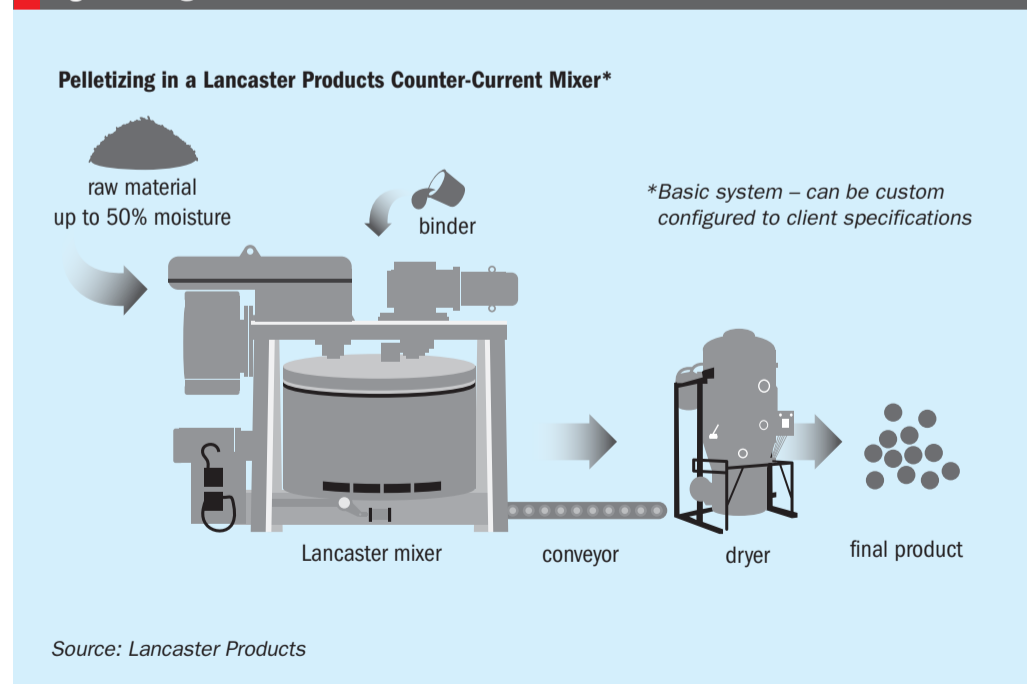 Pelletizing in a Lancaster Products Counter-Current Mixer*
raw material
up to 50% moisture
binder
*Basic system – can be custom
configured to client specifications
Lancaster mixer
conveyor
dryer
final product
Source: Lancaster Products